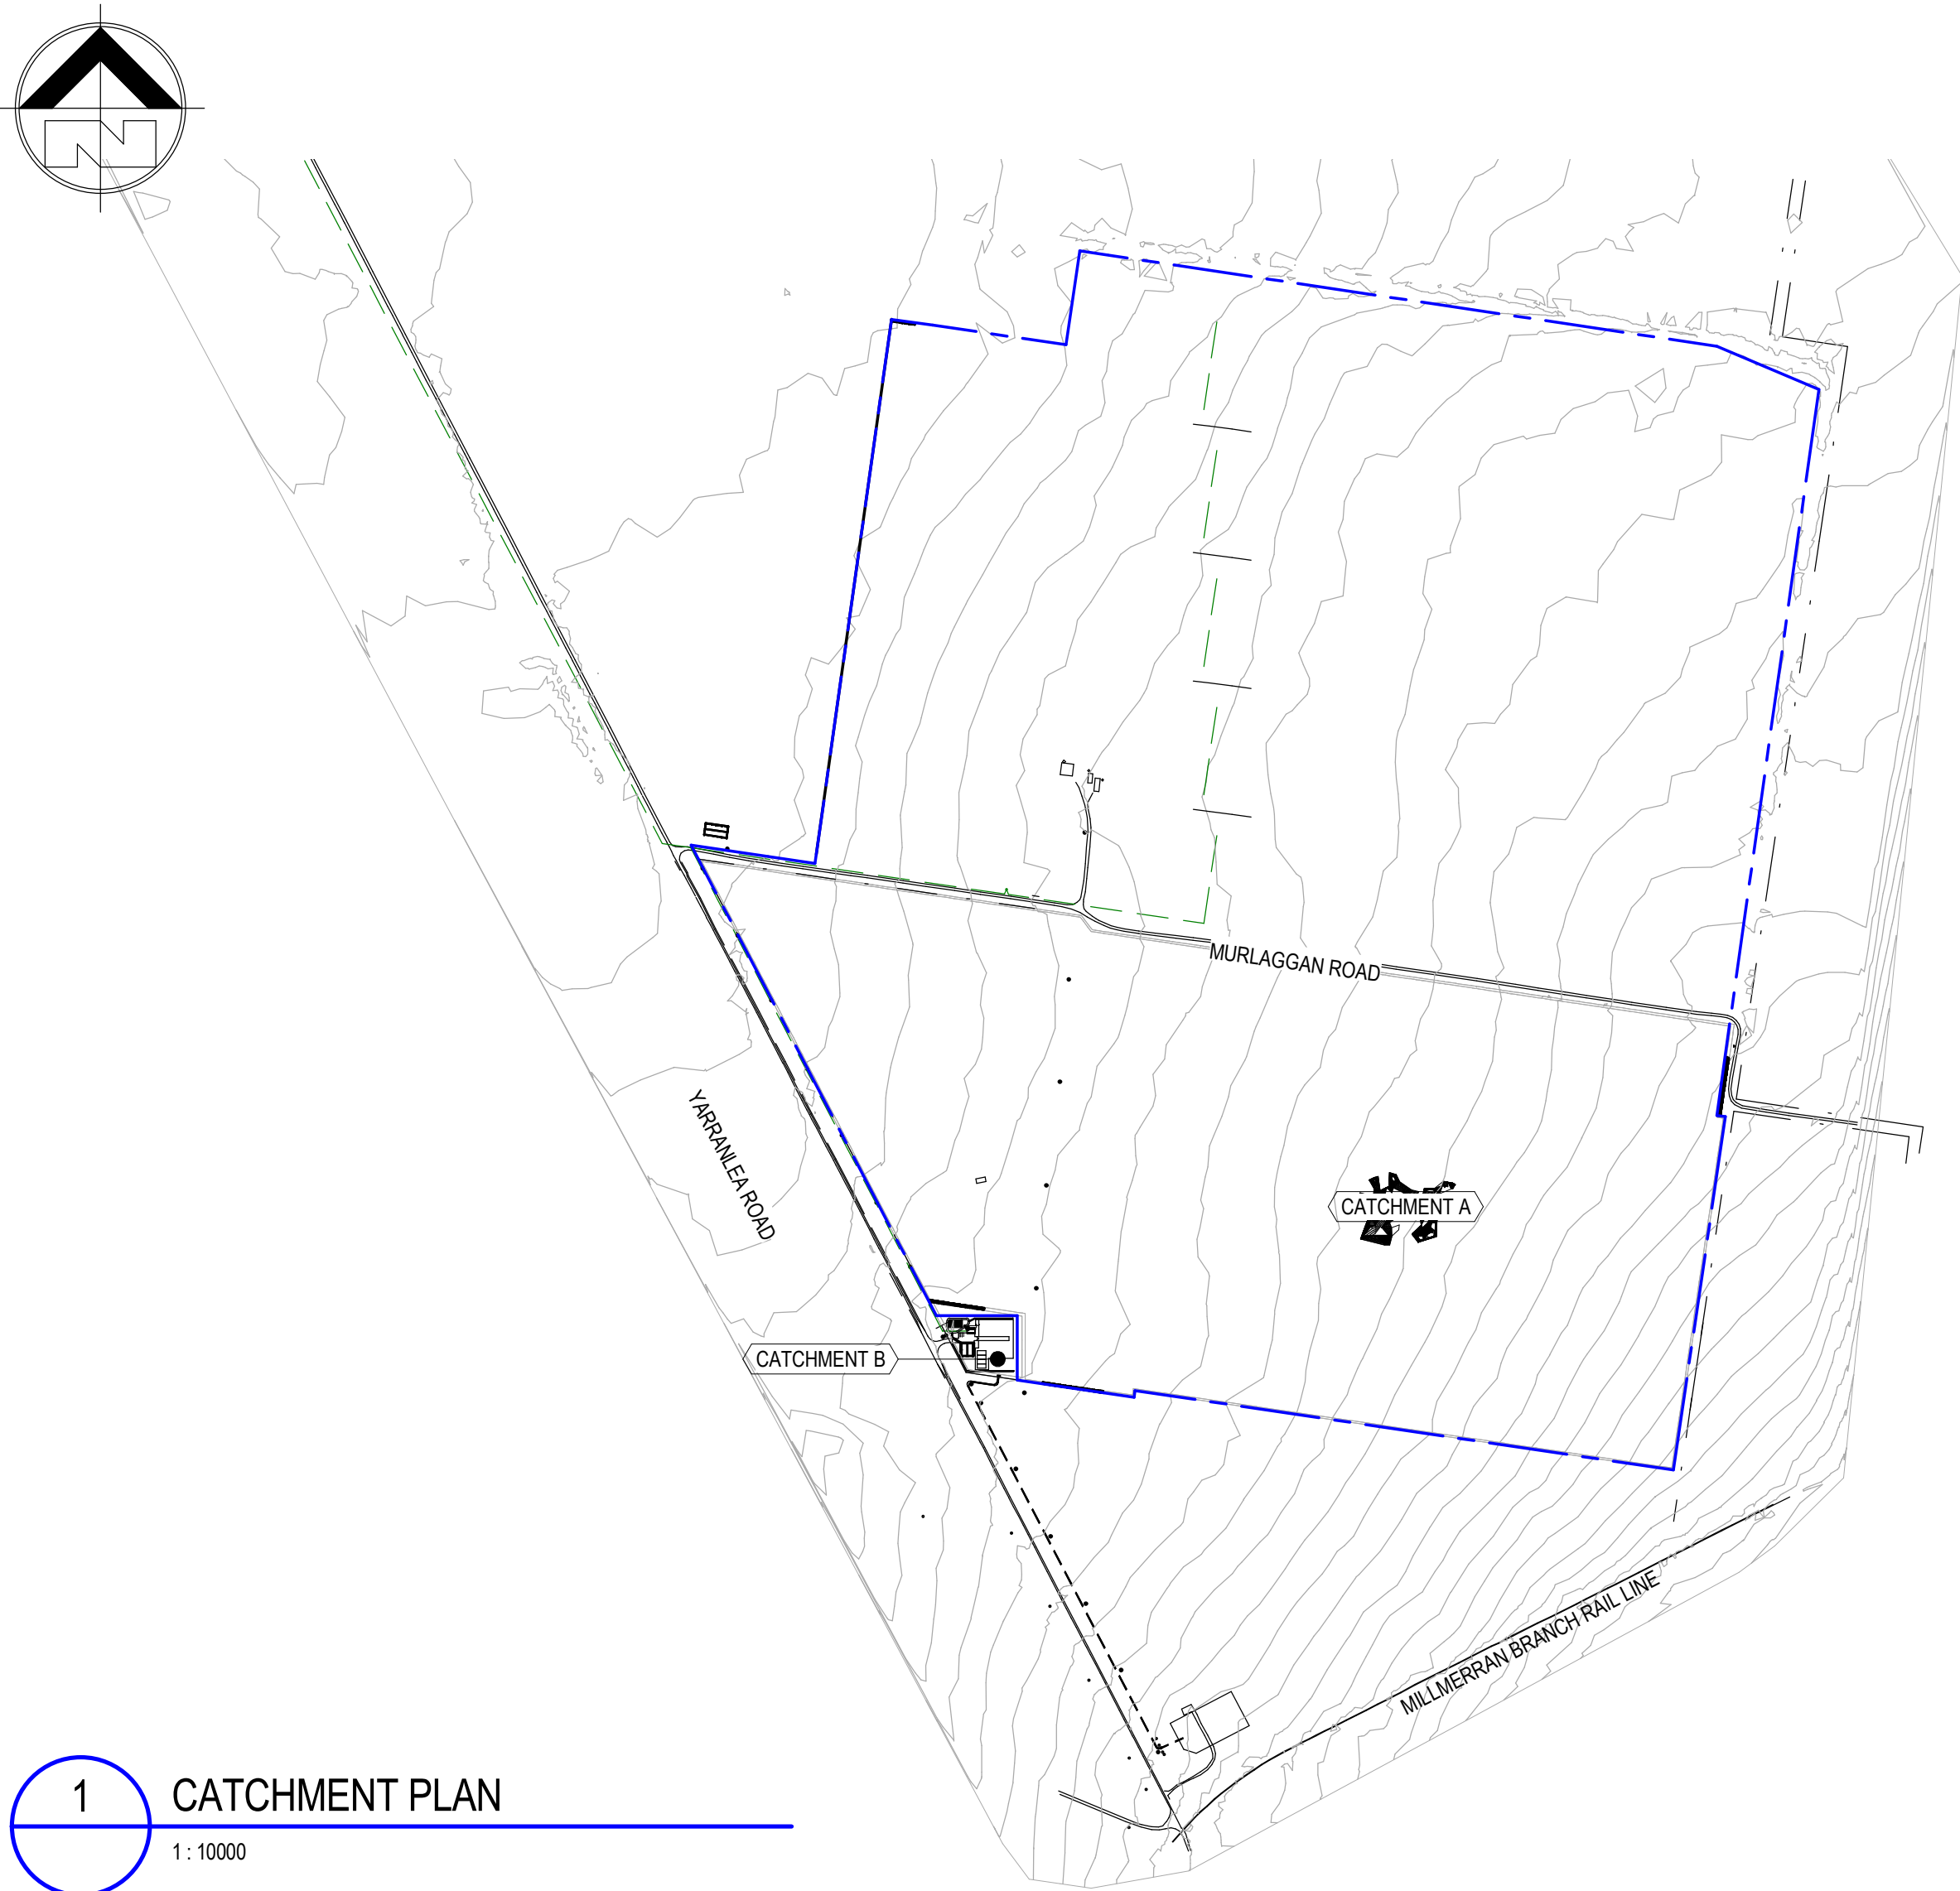 N
MURLAGGAN ROAD
YARRANLEA ROAD
CATCHMENT A
CATCHMENT B
MILLMERRAN BRANCH RAIL LINE
1
CATCHMENT PLAN
1 : 10000